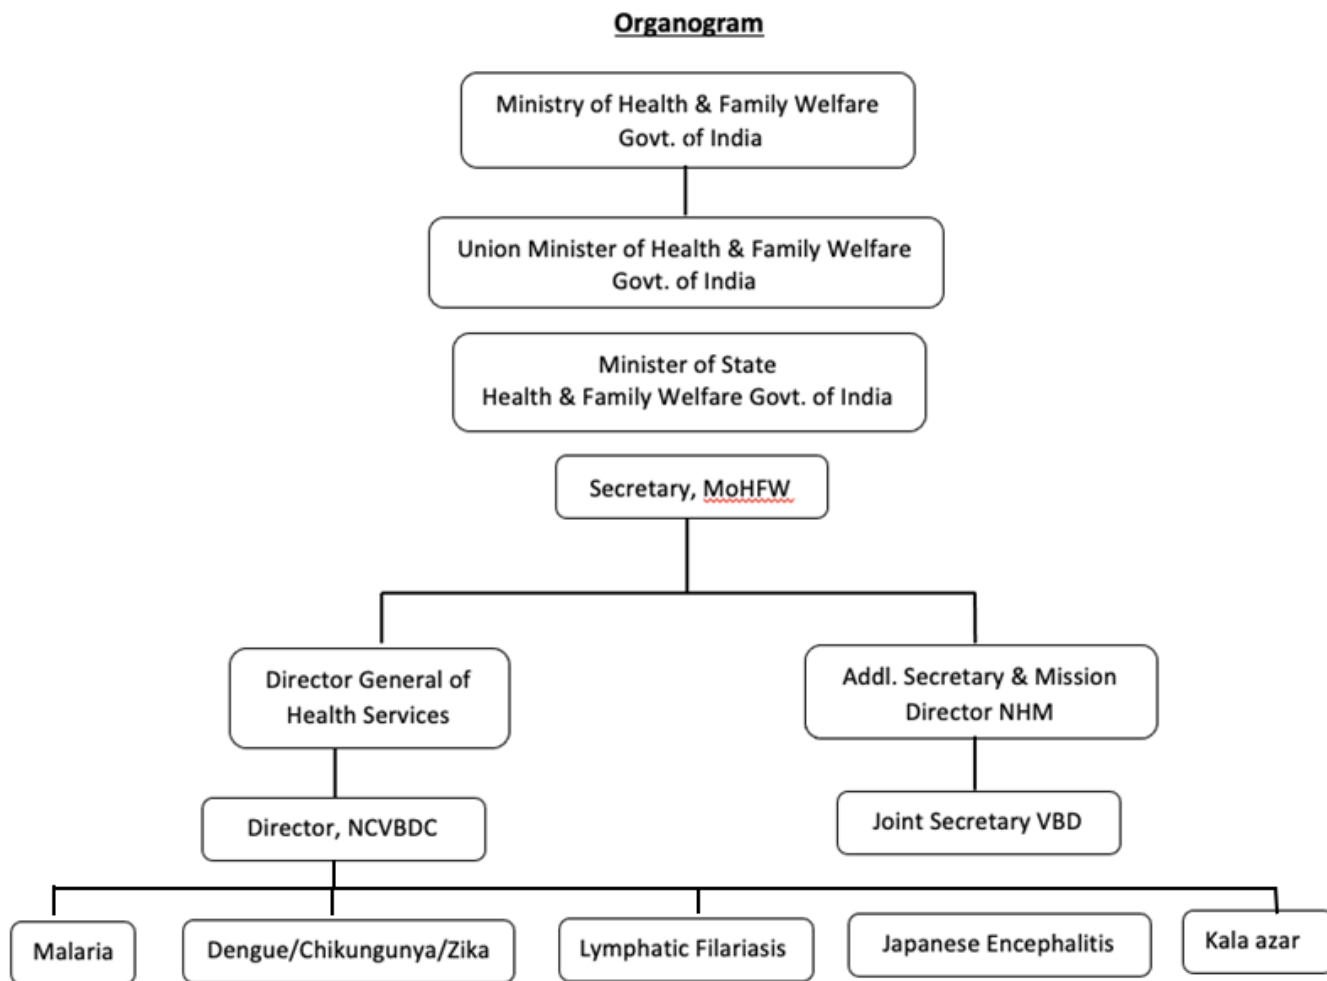 Organogram
Ministry of Health & Family Welfare
Govt. of India
Union Minister of Health & Family Welfare
Govt. of India
Minister of State
Health & Family Welfare Govt. of India
Secretary, MoHFW
Director General of
Health Services
Addl. Secretary & Mission
Director NHM
Director, NCVBDC
Joint Secretary VBD
Malaria
Dengue/Chikungunya/Zika
Lymphatic Filariasis
Japanese Encephalitis
Kala azar